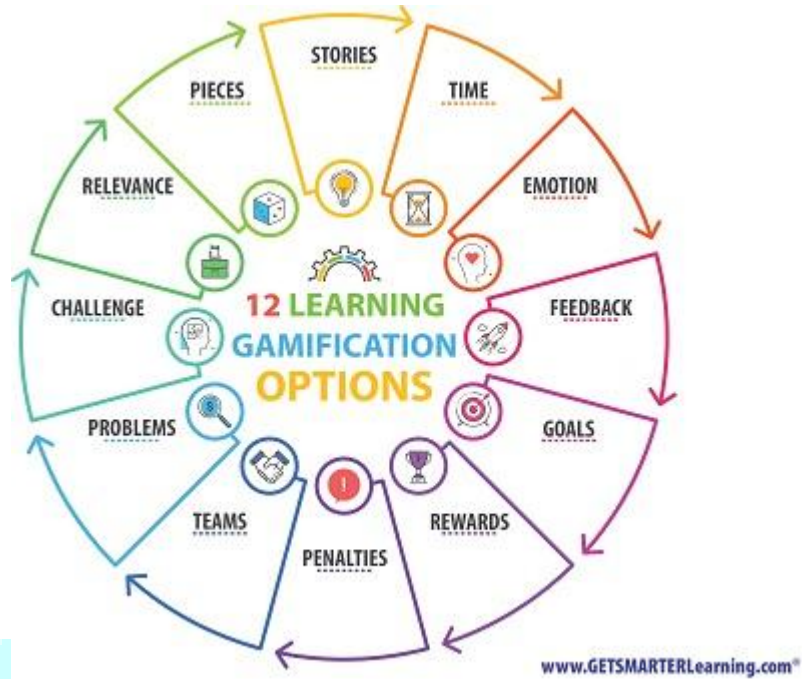 STORIES
TIME
EMOTION
FEEDBACK
GOALS
REWARDS
PENALTIES
TEAMS
PROBLEMS
CHALLENGE
RELEVANCE
PIECES
12 LEARNING
GAMIFICATION
OPTIONS
www.GETSMARTERLearning.com®